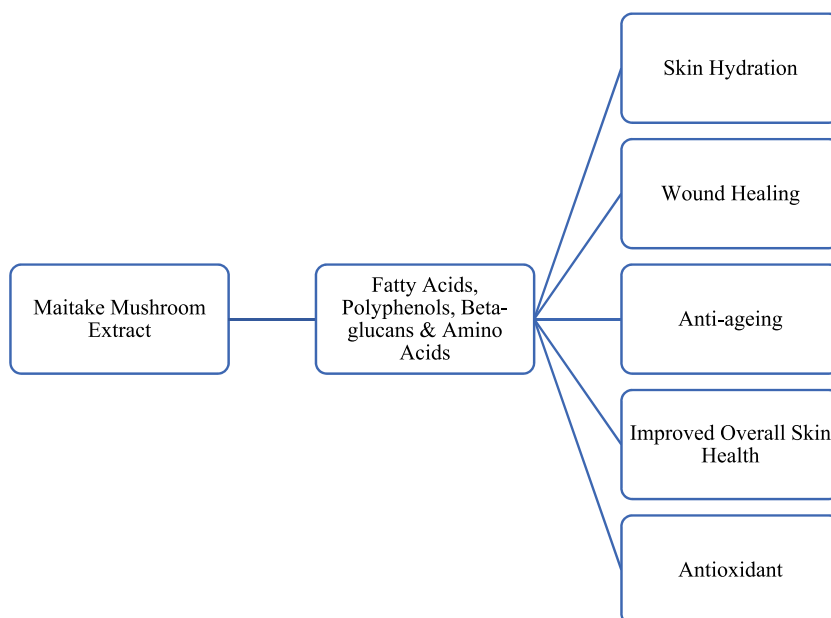 Maitake Mushroom
Extract
Fatty Acids,
Polyphenols, Beta-
glucans & Amino
Acids
Skin Hydration
Wound Healing
Anti-ageing
Improved Overall Skin
Health
Antioxidant